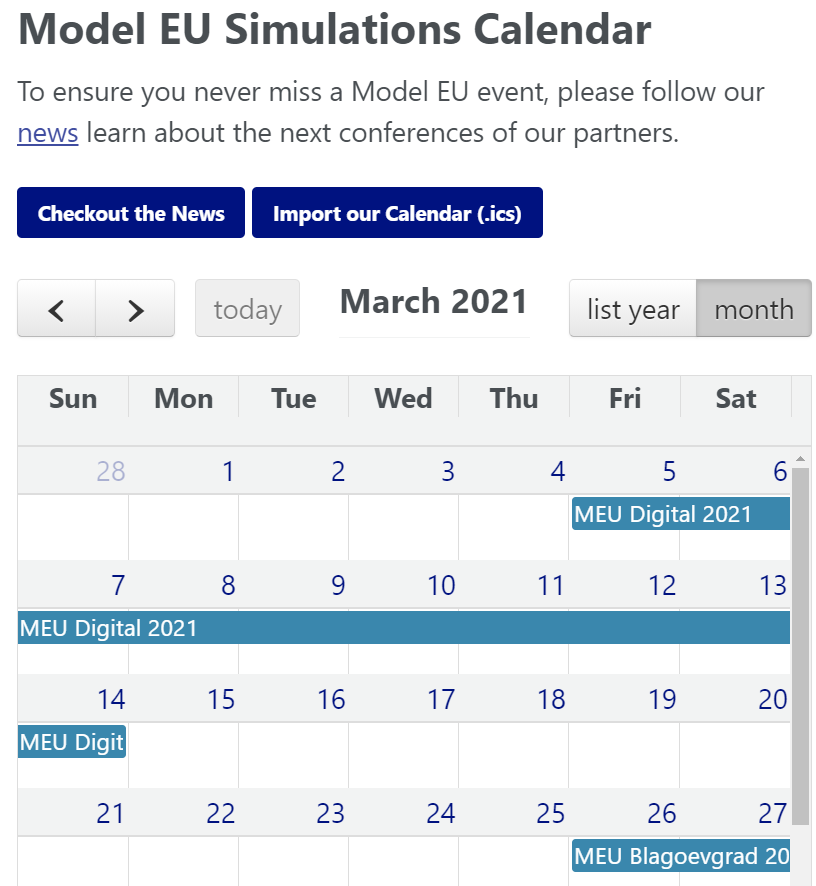 Model EU Simulations Calendar
To ensure you never miss a Model EU event, please follow our
news learn about the next conferences of our partners.
Checkout the News Import our Calendar (.ics)
today March 2021 list year month
Sun Mon Tue Wed Thu Fri Sat
28 1 2 3 4 5 6
MEU Digital 2021
7 8 9 10 11 12 13
MEU Digital 2021
14 15 16 17 18 19 20
MEU Digit
21 22 23 24 25 26 27
MEU Blagoevgrad 20